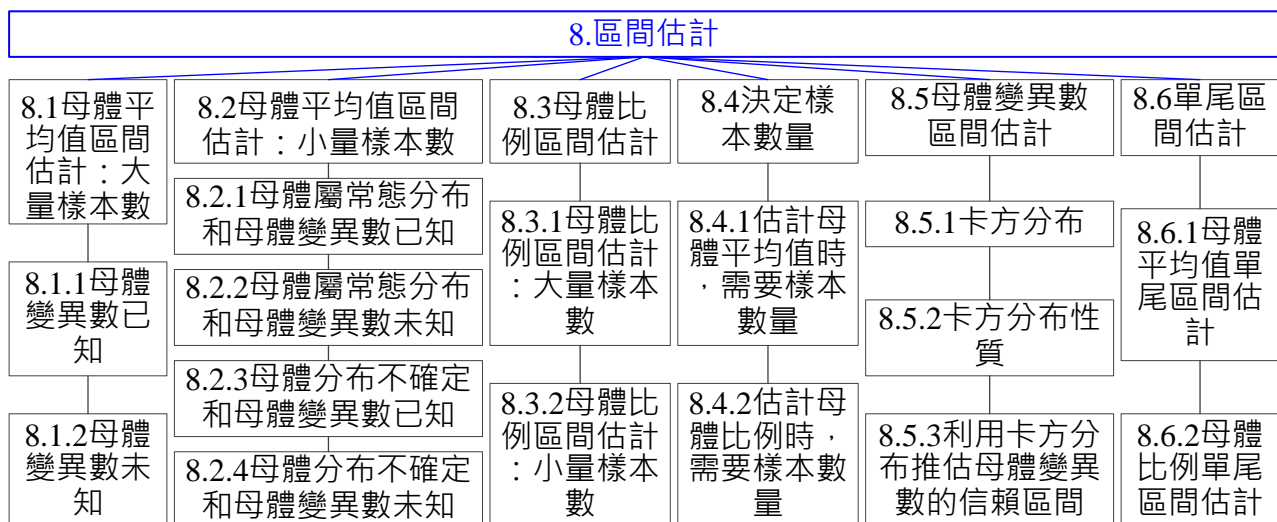 8.區間估計
8.1母體平
均值區間
估計：大
量樣本數
8.1.1母體
變異數已
知
8.1.2母體
變異數未
知
8.2母體平均值區間
估計：小量樣本數
8.2.1母體屬常態分布
和母體變異數已知
8.2.2母體屬常態分布
和母體變異數未知
8.2.3母體分布不確定
和母體變異數已知
8.2.4母體分布不確定
和母體變異數未知
8.3母體比
例區間估計
8.3.1母體比
例區間估計
：大量樣本
數
8.3.2母體比
例區間估計
：小量樣本
數
8.4決定樣
本數量
8.4.1估計母
體平均值時
，需要樣本
數量
8.4.2估計母
體比例時，
需要樣本數
量
8.5母體變異數
區間估計
8.5.1卡方分布
8.5.2卡方分布性
質
8.5.3利用卡方分
布推估母體變異
數的信賴區間
8.6單尾區
間估計
8.6.1母體
平均值單
尾區間估
計
8.6.2母體
比例單尾
區間估計